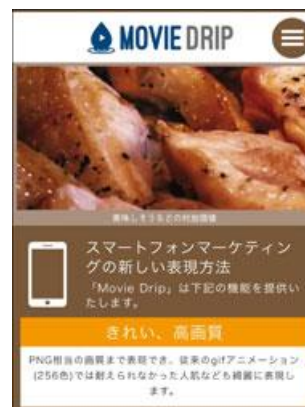 MOVIE DRIP
スマートフォンマーケティン
グの新しい表現方法
「Movie Drip」は下記の機能を提供い
たします。
きれい、高画質
PNG相当の画質まで表現でき、従来のgifアニメーション
(256色)では耐えられなかった人肌なども綺麗に表現し
ます。